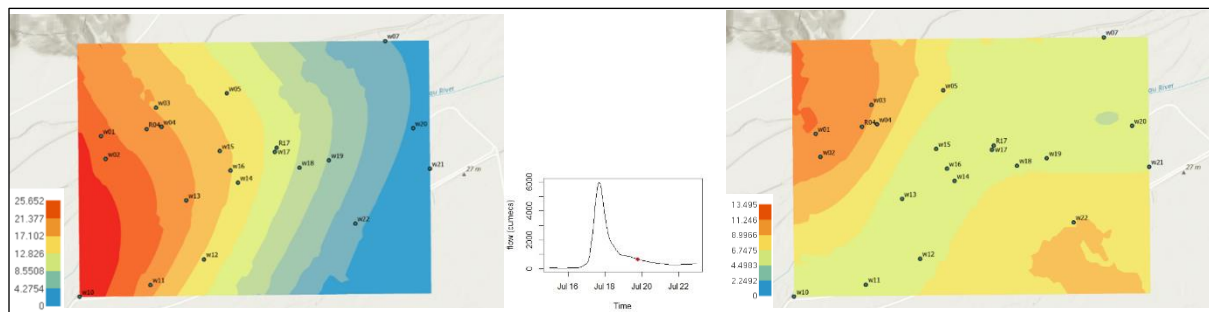 w07
w05
w03
w04
R04
w01
w02
w15
R17
w17
w16
w18
w19
w14
w20
w21
27 m
w13
w22
w12
w11
w10
River
25.652
21.377
17.102
12.826
8.5508
4.2754
0
flow (cumecs)
6000
4000
2000
0
Jul 16
Jul 18
Jul 20
Jul 22
Time
w07
w05
w03
R04
w04
w01
w02
w15
R17
w17
w16
w18
w19
w14
w20
w21
27 m
w13
w22
w12
w11
w10
River
13.495
11.246
8.9966
6.7475
4.4983
2.2492
0